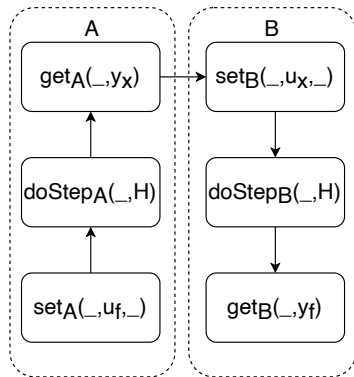 A
B
getA(_,yx)
setB(_,ux,_)
doStepA(_,H)
doStepB(_,H)
setA(_,uf,_)
getB(_,yf)